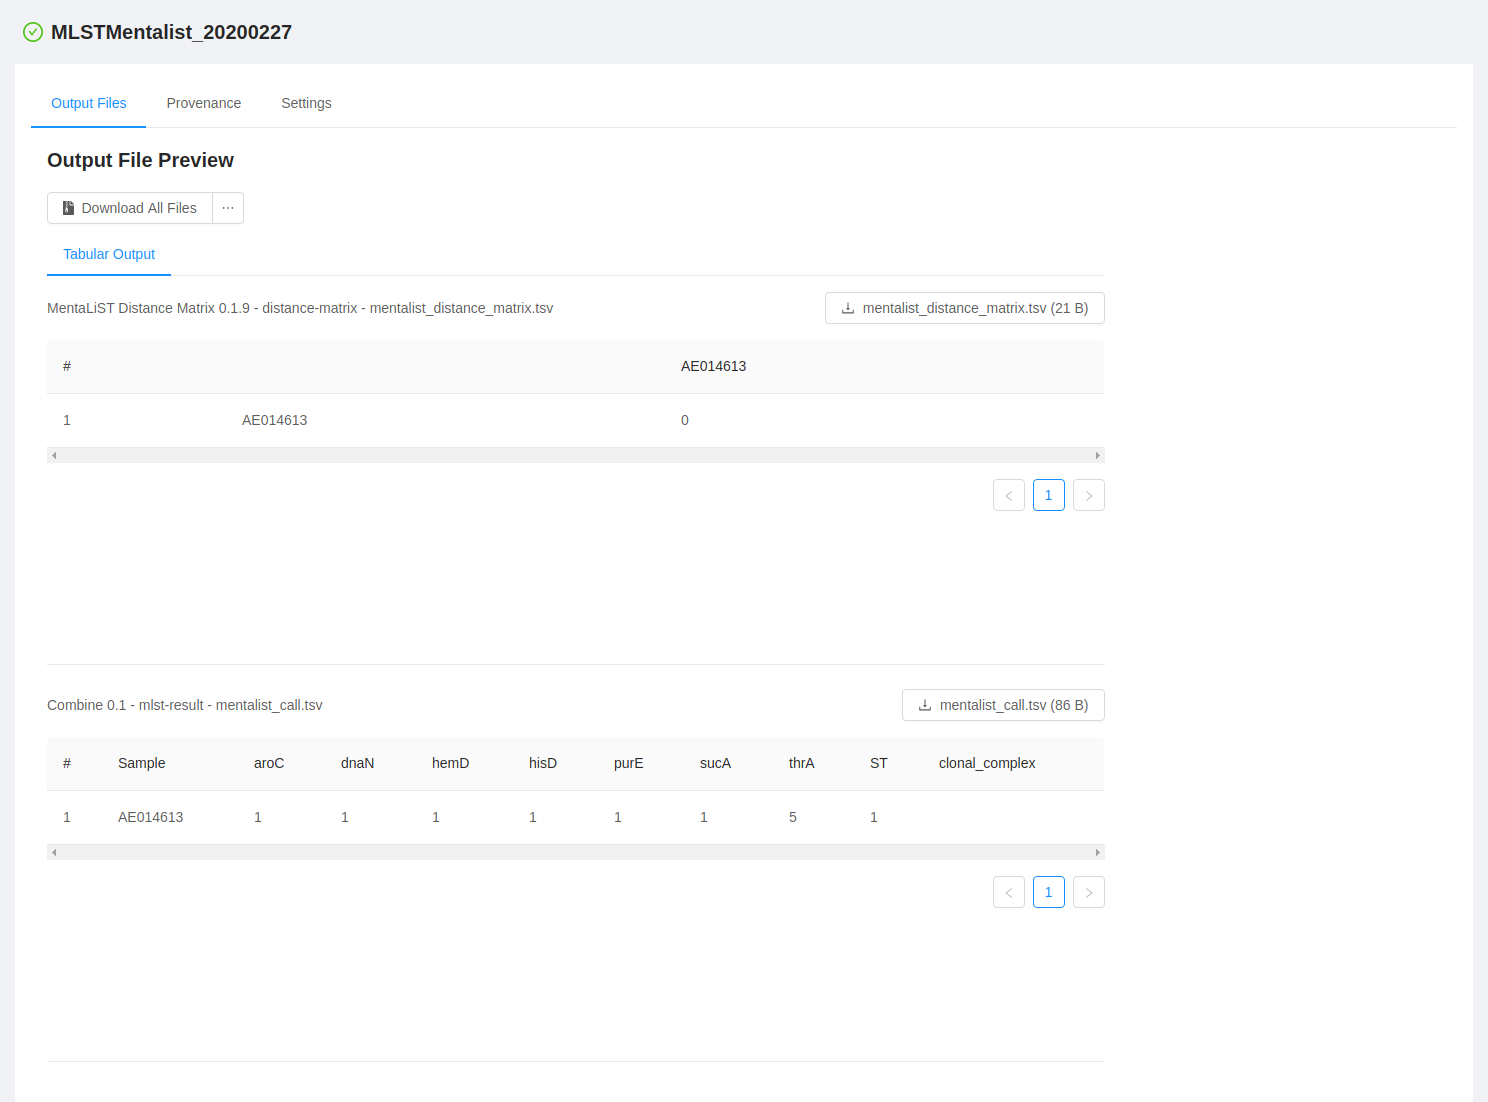 MLSTMentalist_20200227
Output Files Provenance Settings
Output File Preview
Download All Files ···
Tabular Output
MentaLiST Distance Matrix 0.1.9 - distance-matrix - mentalist_distance_matrix.tsv mentalist_distance_matrix.tsv (21 B)
# AE014613
1 AE014613 0
1
Combine 0.1 - mlst-result - mentalist_call.tsv mentalist_call.tsv (86 B)
# Sample aroC dnaN hemD hisD purE sucA thrA ST clonal_complex
1 AE014613 1 1 1 1 1 1 5 1
1